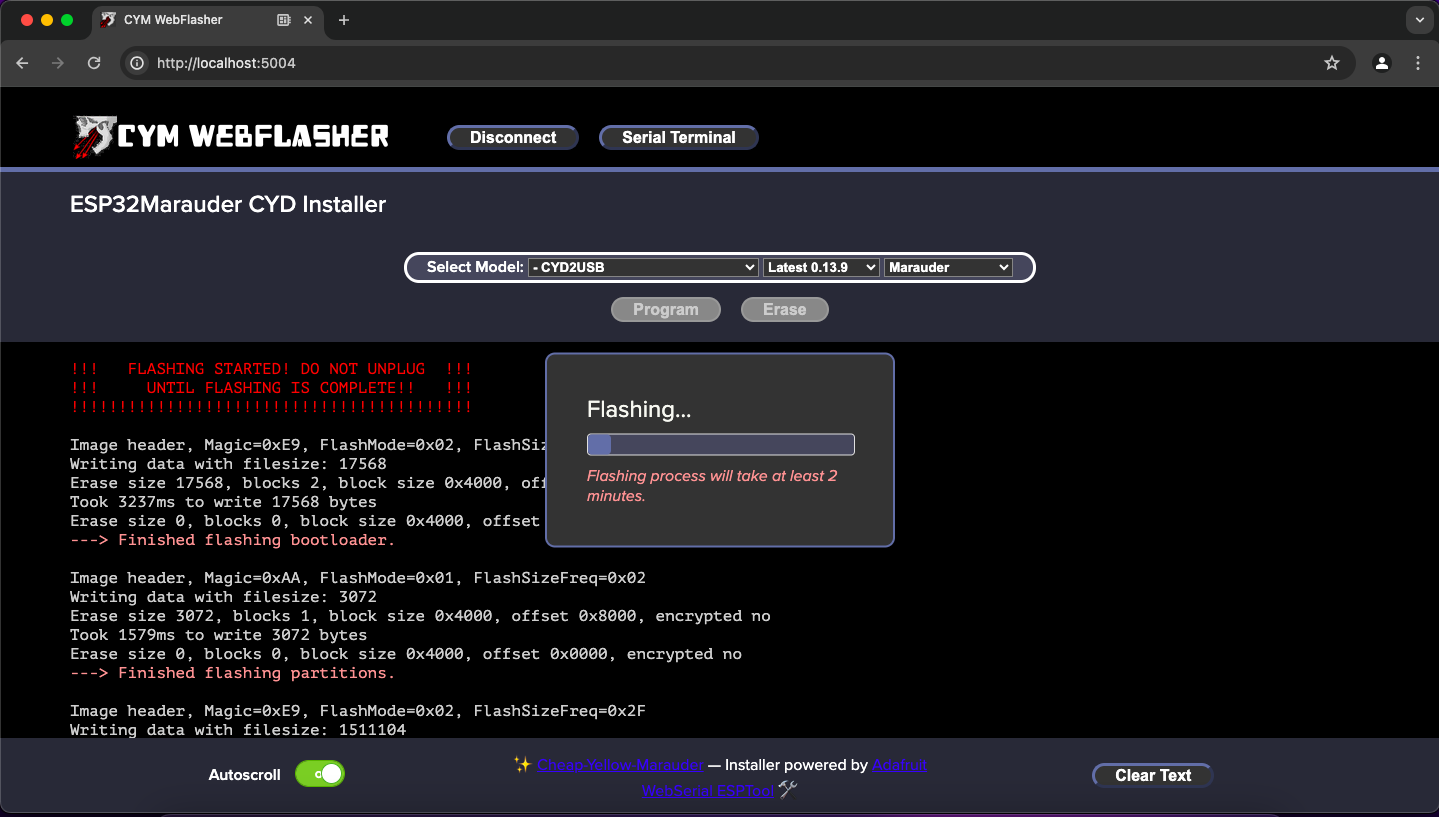 CYM WebFlasher
http://localhost:5004
CYM WEBFLASHER
Disconnect
Serial Terminal
ESP32Marauder CYD Installer
Select Model: - CYD2USB Latest 0.13.9 Marauder
Program Erase
!!!   FLASHING STARTED! DO NOT UNPLUG  !!!
!!!     UNTIL FLASHING IS COMPLETE!!   !!!
!!!!!!!!!!!!!!!!!!!!!!!!!!!!!!!!!!!!!!!!!!
Image header, Magic=0xE9, FlashMode=0x02,
Writing data with filesize: 17568
Erase size 17568, blocks 2, block size 0x4000,
Took 3237ms to write 17568 bytes
Erase size 0, blocks 0, block size 0x4000, offset
---> Finished flashing bootloader.
Flashing...
Flashing process will take at least 2
minutes.
Image header, Magic=0xAA, FlashMode=0x01, FlashSizeFreq=0x02
Writing data with filesize: 3072
Erase size 3072, blocks 1, block size 0x4000, offset 0x8000, encrypted no
Took 1579ms to write 3072 bytes
Erase size 0, blocks 0, block size 0x4000, offset 0x0000, encrypted no
---> Finished flashing partitions.
Image header, Magic=0xE9, FlashMode=0x02, FlashSizeFreq=0x2F
Writing data with filesize: 1511104
Autoscroll
✨ Cheap-Yellow-Marauder — Installer powered by Adafruit
WebSerial ESPTool 🛠
Clear Text